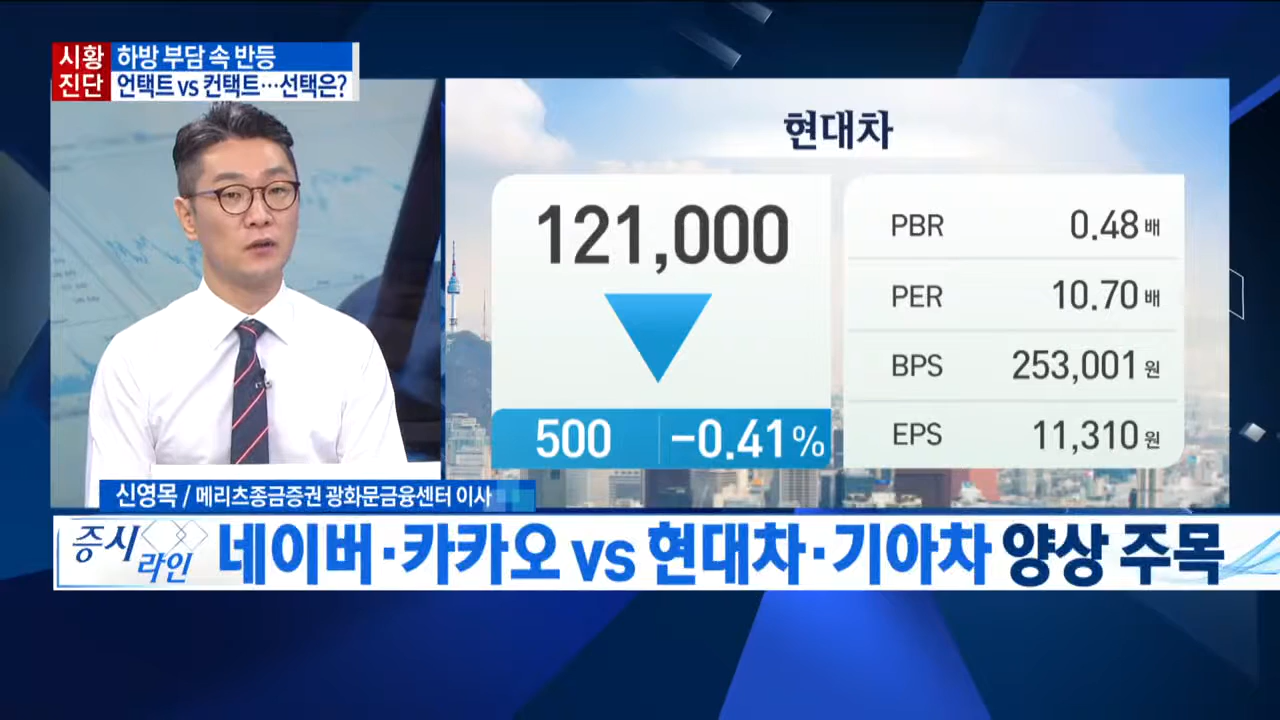 시황
진단
하방 부담 속 반등
언택트 vs 컨택트…선택은?
현대차
121,000
500 -0.41%
PBR 0.48 배
PER 10.70 배
BPS 253,001 원
EPS 11,310 원
신영목 / 메리츠종금증권 광화문금융센터 이사
증시
라인
네이버·카카오 vs 현대차·기아차 양상 주목